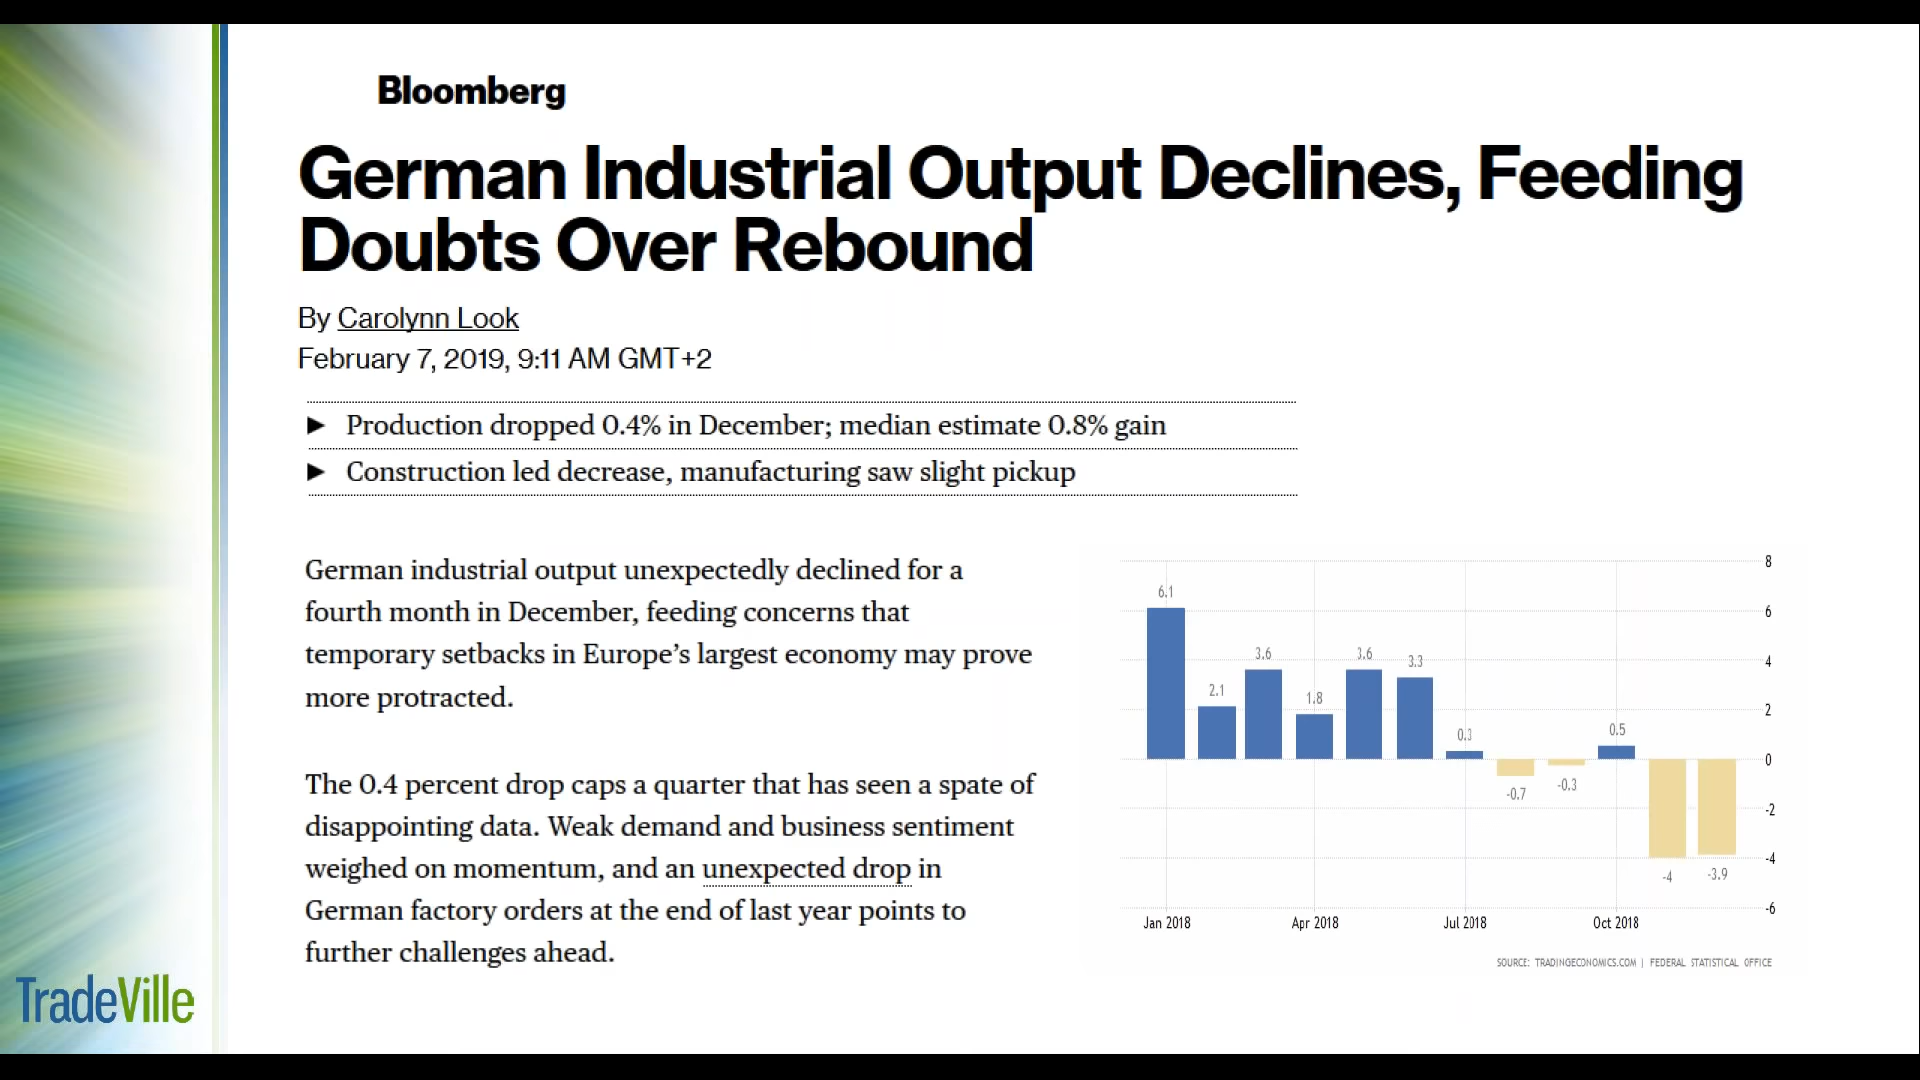 Bloomberg
German Industrial Output Declines, Feeding
Doubts Over Rebound
By Carolynn Look
February 7, 2019, 9:11 AM GMT+2
► Production dropped 0.4% in December; median estimate 0.8% gain
► Construction led decrease, manufacturing saw slight pickup
German industrial output unexpectedly declined for a
fourth month in December, feeding concerns that
temporary setbacks in Europe’s largest economy may prove
more protracted.
The 0.4 percent drop caps a quarter that has seen a spate of
disappointing data. Weak demand and business sentiment
weighed on momentum, and an unexpected drop in
German factory orders at the end of last year points to
further challenges ahead.
8
6.1
6
3.6
3.6
3.3
4
2.1
1.8
2
0.3
0.5
0
-0.7
-0.3
-2
-4
-3.9
-4
-6
Jan 2018 Apr 2018 Jul 2018 Oct 2018
SOURCE: TRADINGECONOMICS.COM | FEDERAL STATISTICAL OFFICE
TradeVille